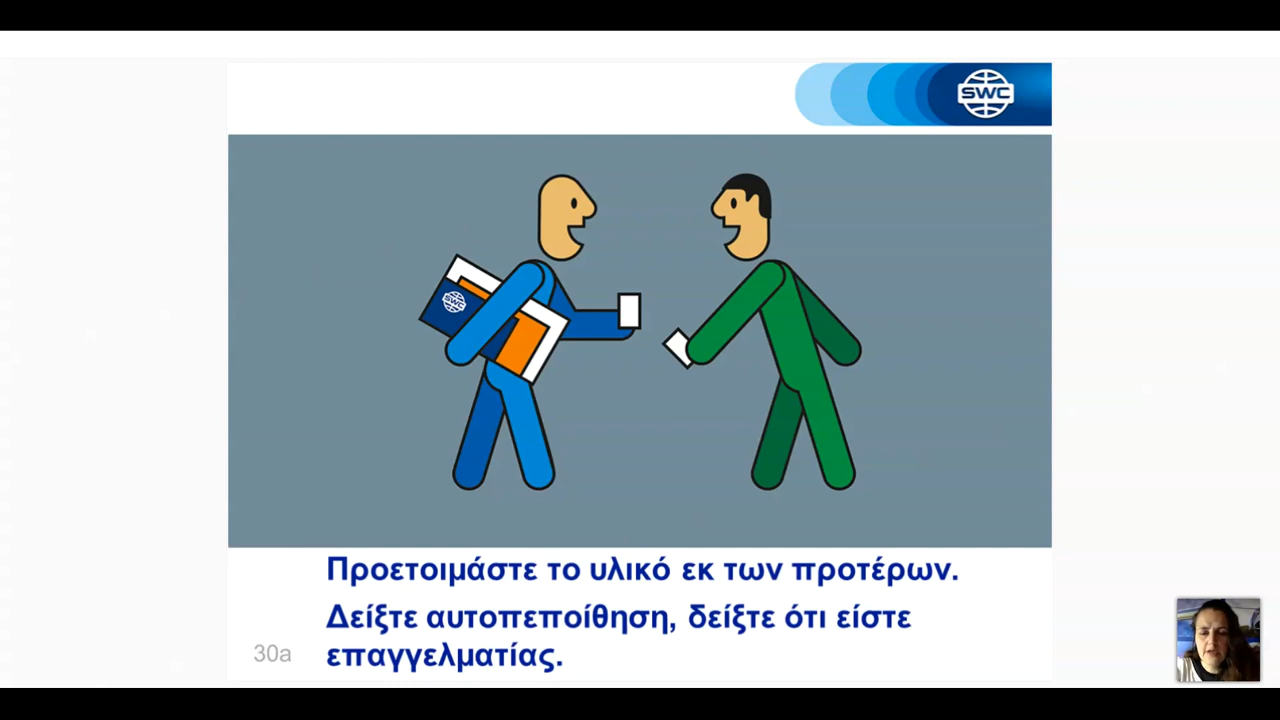 SWC
SWC
Προετοιμάστε το υλικό εκ των προτέρων.
Δείξτε αυτοπεποίθηση, δείξτε ότι είστε
επαγγελματίας.
30a